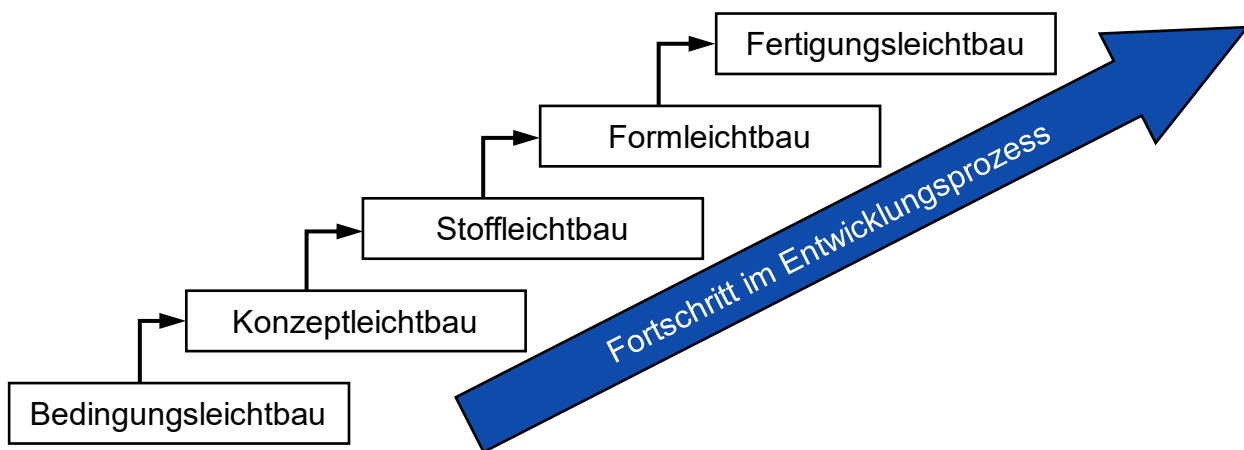 Fertigungsleichtbau
Formleichtbau
Stoffleichtbau
Konzeptleichtbau
Bedingungsleichtbau
Fortschritt im Entwicklungsprozess